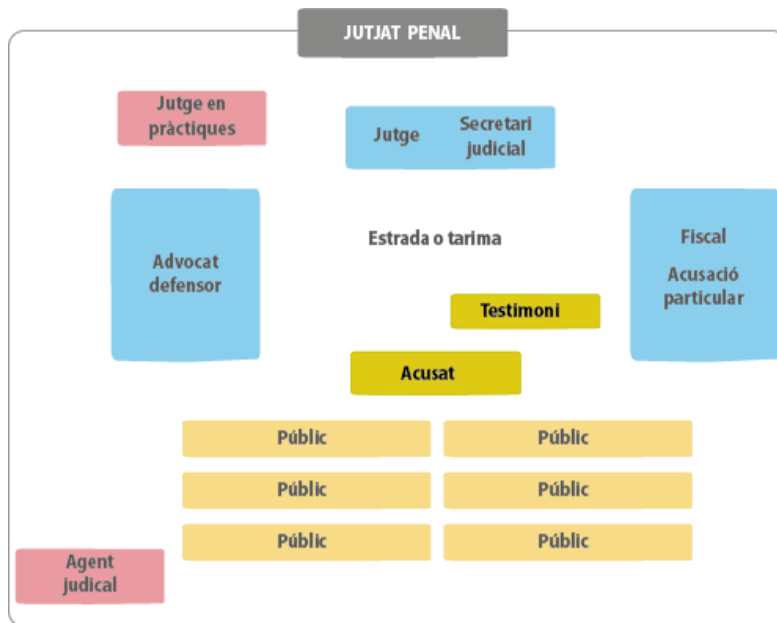 JUTJAT PENAL
Jutge en
pràctiques
Jutge
Secretari
judicial
Advocat
defensor
Estrada o tarima
Fiscal
Acusació
particular
Testimoni
Acusat
Públic
Públic
Públic
Públic
Públic
Públic
Agent
judical